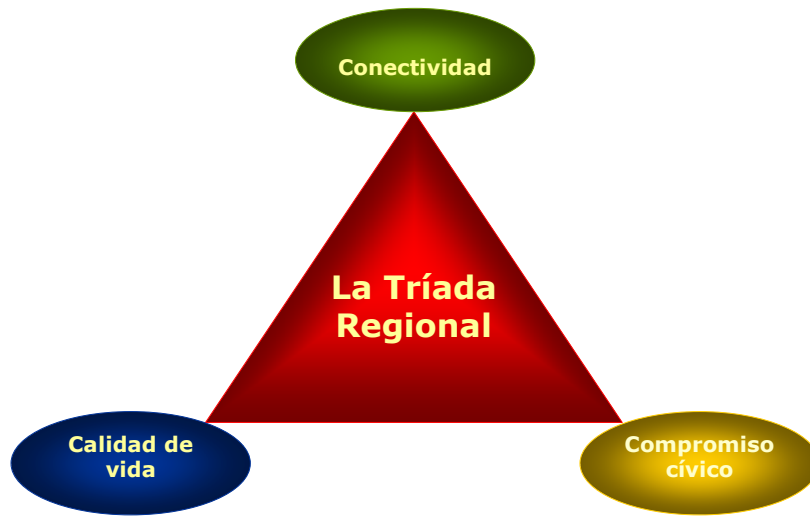 Conectividad
La Tríada
Regional
Calidad de
vida
Compromiso
cívico